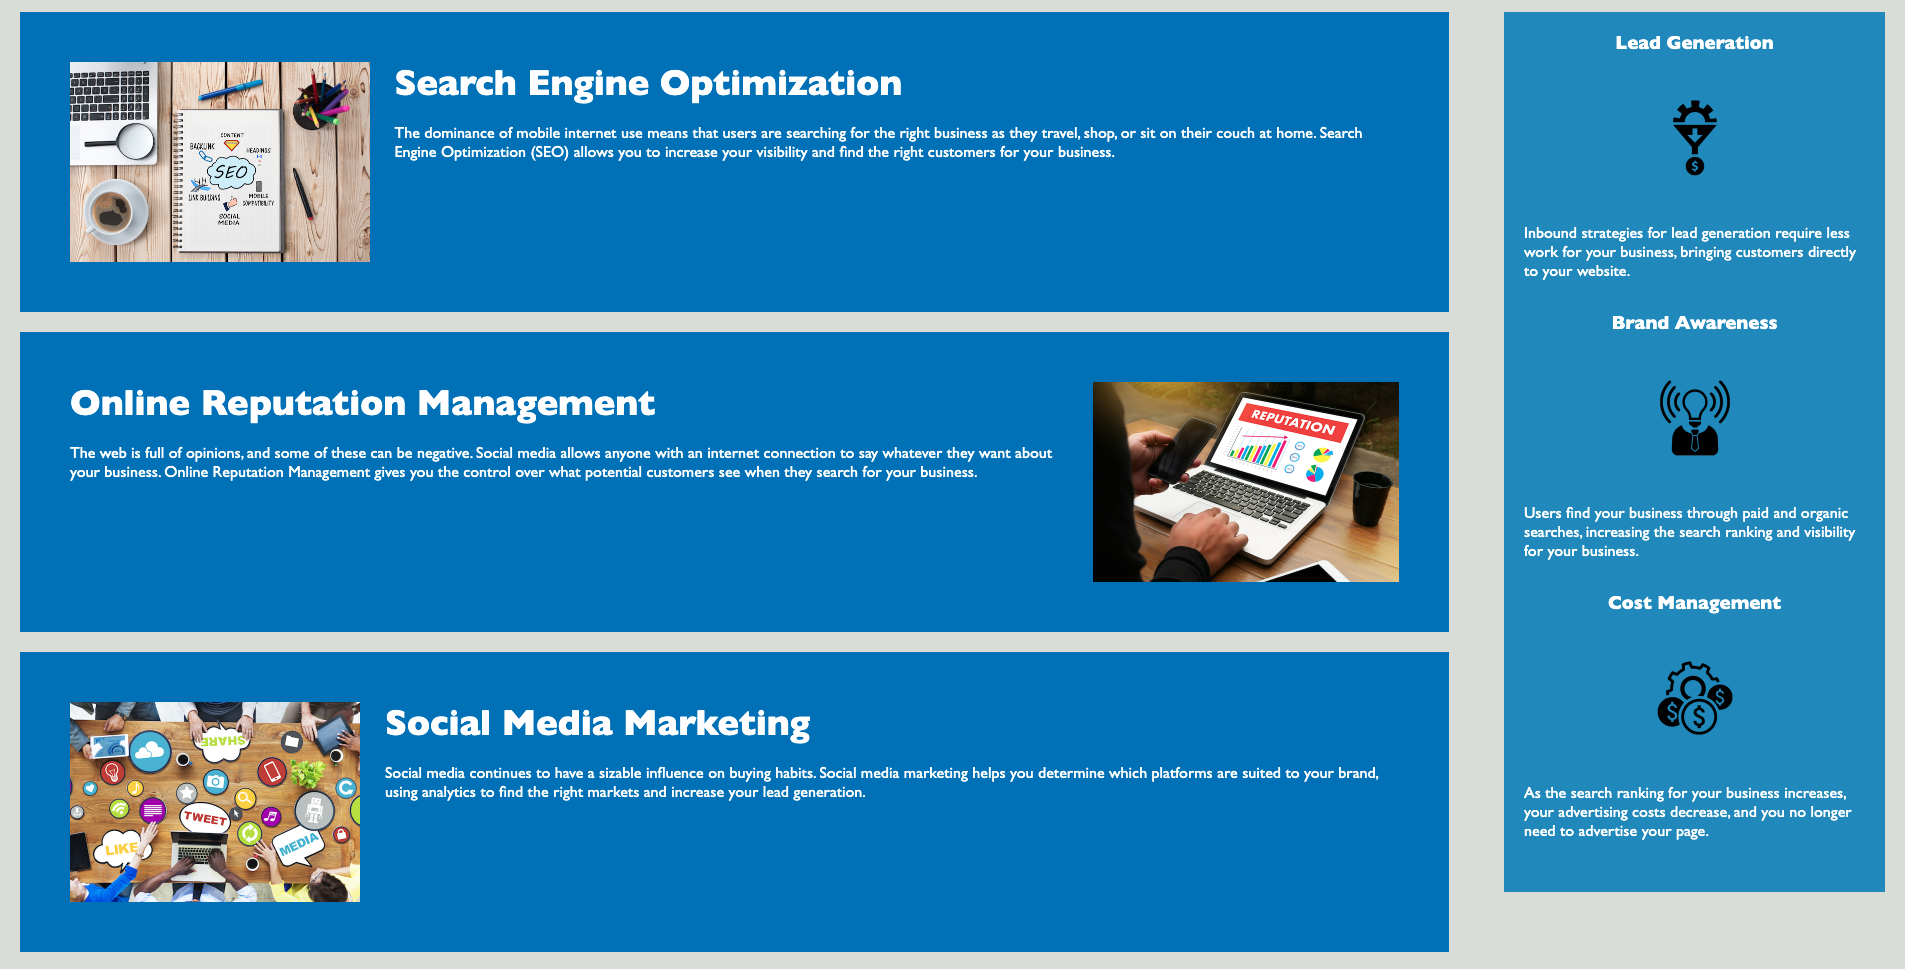 Search Engine Optimization
The dominance of mobile internet use means that users are searching for the right business as they travel, shop, or sit on their couch at home. Search
Engine Optimization (SEO) allows you to increase your visibility and find the right customers for your business.
CONTENT
BACKLINK
HEADINGS
SEO
LINK BUILDING
MOBILE
COMPATIBILITY
SOCIAL
MEDIA
Online Reputation Management
The web is full of opinions, and some of these can be negative. Social media allows anyone with an internet connection to say whatever they want about
your business. Online Reputation Management gives you the control over what potential customers see when they search for your business.
REPUTATION
Social Media Marketing
Social media continues to have a sizable influence on buying habits. Social media marketing helps you determine which platforms are suited to your brand,
using analytics to find the right markets and increase your lead generation.
SHARE
TWEET
LIKE
MEDIA
Lead Generation
$
Inbound strategies for lead generation require less
work for your business, bringing customers directly
to your website.
Brand Awareness
Users find your business through paid and organic
searches, increasing the search ranking and visibility
for your business.
Cost Management
$
$
$
As the search ranking for your business increases,
your advertising costs decrease, and you no longer
need to advertise your page.